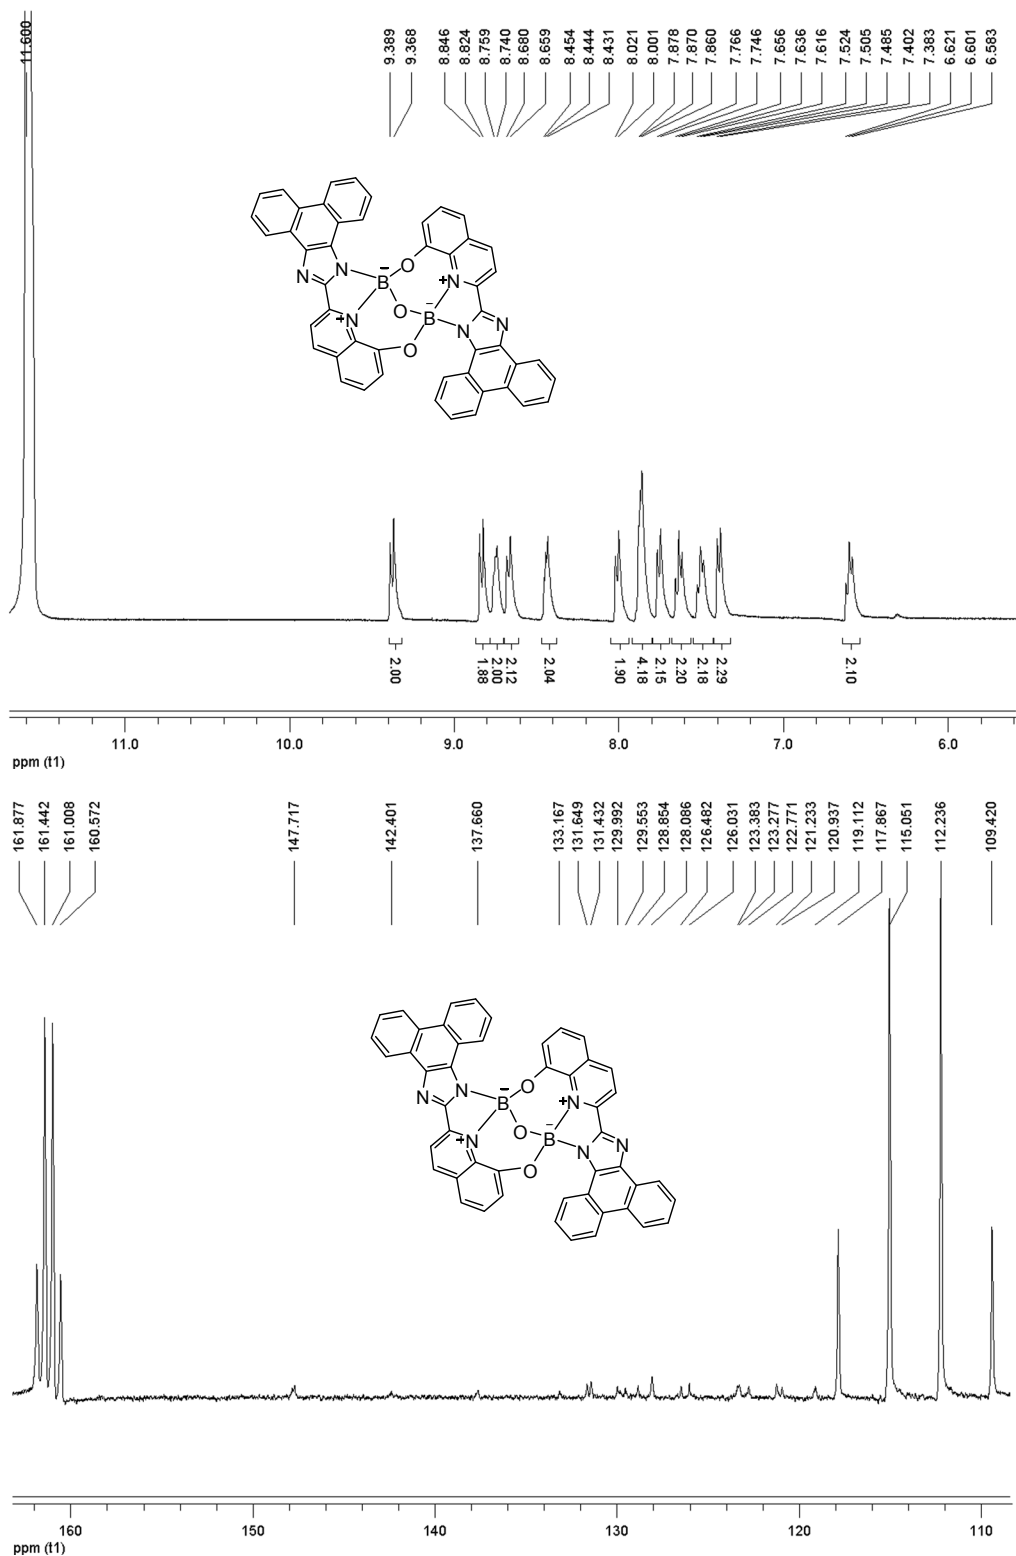 11.600
9.389
9.368
8.846
8.824
8.759
8.740
8.680
8.659
8.454
8.444
8.431
8.021
8.001
7.878
7.870
7.860
7.766
7.746
7.656
7.636
7.616
7.524
7.505
7.485
7.402
7.383
6.621
6.601
6.583
N
N
B
−
O
+
N
O
B
−
N
+
N
N
O
2.00
1.88
2.00
2.12
2.04
1.90
4.18
2.15
2.20
2.18
2.29
2.10
11.0 10.0 9.0 8.0 7.0 6.0
ppm (t1)
161.877
161.442
161.008
160.572
147.717
142.401
137.660
133.167
131.649
131.432
129.992
129.553
128.854
128.086
126.482
126.031
123.383
123.277
122.771
121.233
120.937
119.112
117.867
115.051
112.236
109.420
N
N
B
−
O
+
N
O
B
−
N
+
N
N
O
160 150 140 130 120 110
ppm (t1)